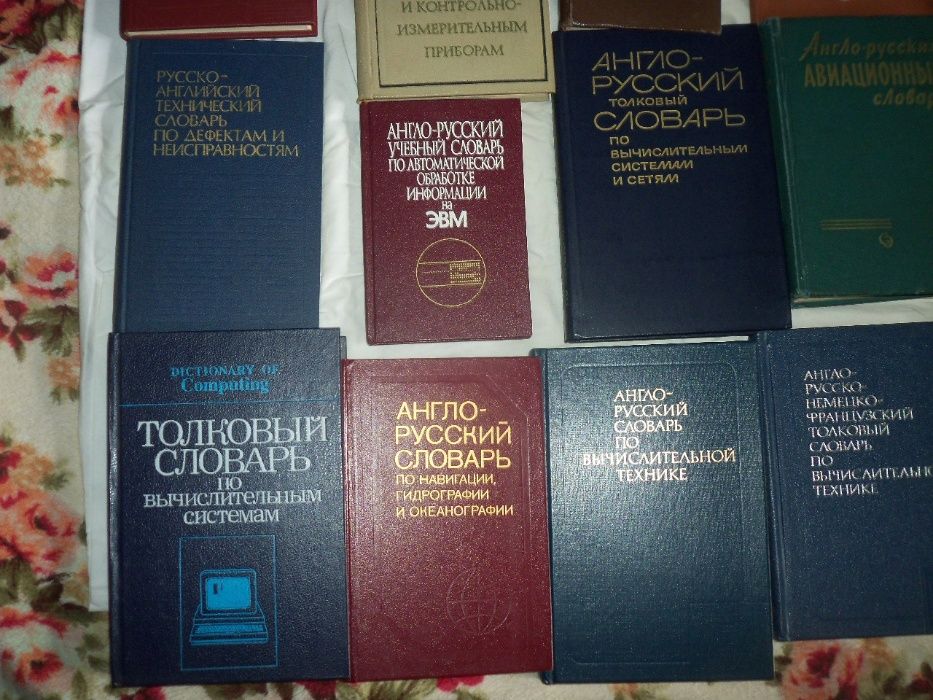 И КОНТРОЛЬНО-
ИЗМЕРИТЕЛЬНЫМ
ПРИБОРАМ
РУССКО-
АНГЛИЙСКИЙ
ТЕХНИЧЕСКИЙ
СЛОВАРЬ
ПО ДЕФЕКТАМ И
НЕИСПРАВНОСТЯМ
АНГЛО-РУССКИЙ
УЧЕБНЫЙ СЛОВАРЬ
ПО АВТОМАТИЧЕСКОЙ
ОБРАБОТКЕ
ИНФОРМАЦИИ
на
ЭВМ
АНГЛО-
РУССКИЙ
ТОЛКОВЫЙ
СЛОВАРЬ
ПО
ВЫЧИСЛИТЕЛЬНЫМ
СИСТЕМАМ
И СЕТЯМ
Англо-русский
АВИАЦИОННЫ
словар
DICTIONARY OF
Computing
ТОЛКОВЫЙ
СЛОВАРЬ
ПО
ВЫЧИСЛИТЕЛЬНЫМ
СИСТЕМАМ
АНГЛО-
РУССКИЙ
СЛОВАРЬ
ПО НАВИГАЦИИ,
ГИДРОГРАФИИ
И ОКЕАНОГРАФИИ
АНГЛО-
РУССКИЙ
СЛОВАРЬ
ПО
ВЫЧИСЛИТЕЛЬНОЙ
ТЕХНИКЕ
АНГЛО-
РУССКО-
НЕМЕЦКО-
ФРАНЦУЗСКИЙ
ТОЛКОВЫЙ
СЛОВАРЬ
ПО
ВЫЧИСЛИТЕЛЬНО
ТЕХНИКЕ